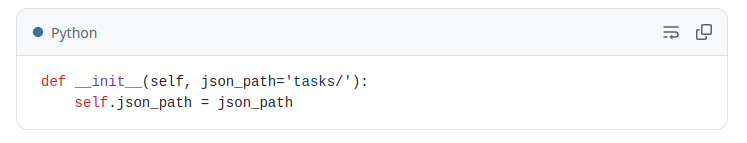 Python
def __init__(self, json_path='tasks/'):
    self.json_path = json_path